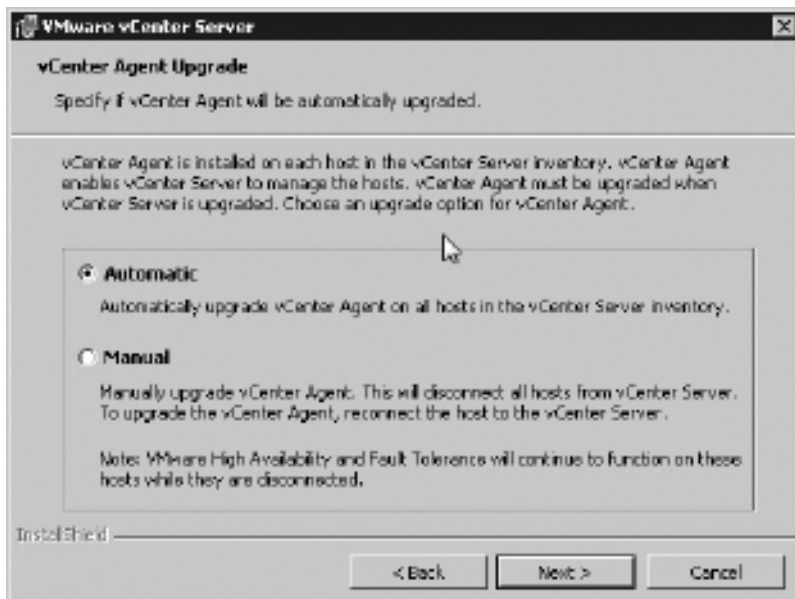 VMware vCenter Server
vCenter Agent Upgrade
Specify if vCenter Agent will be automatically upgraded.
vCenter Agent is installed on each host in the vCenter Server inventory. vCenter Agent
enables vCenter Server to manage the hosts. vCenter Agent must be upgraded when
vCenter Server is upgraded. Choose an upgrade option for vCenter Agent.
Automatic
Automatically upgrade vCenter Agent on all hosts in the vCenter Server inventory.
Manual
Manually upgrade vCenter Agent. This will disconnect all hosts from vCenter Server.
To upgrade the vCenter Agent, reconnect the host to the vCenter Server.
Note: VMware High Availability and Fault Tolerance will continue to function on these
hosts while they are disconnected.
InstallShield
< Back
Next >
Cancel